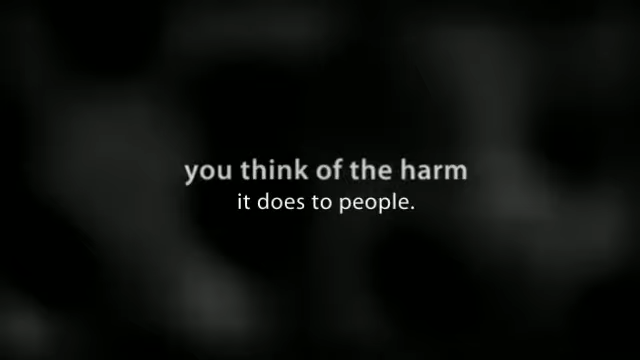 you think of the harm
it does to people.